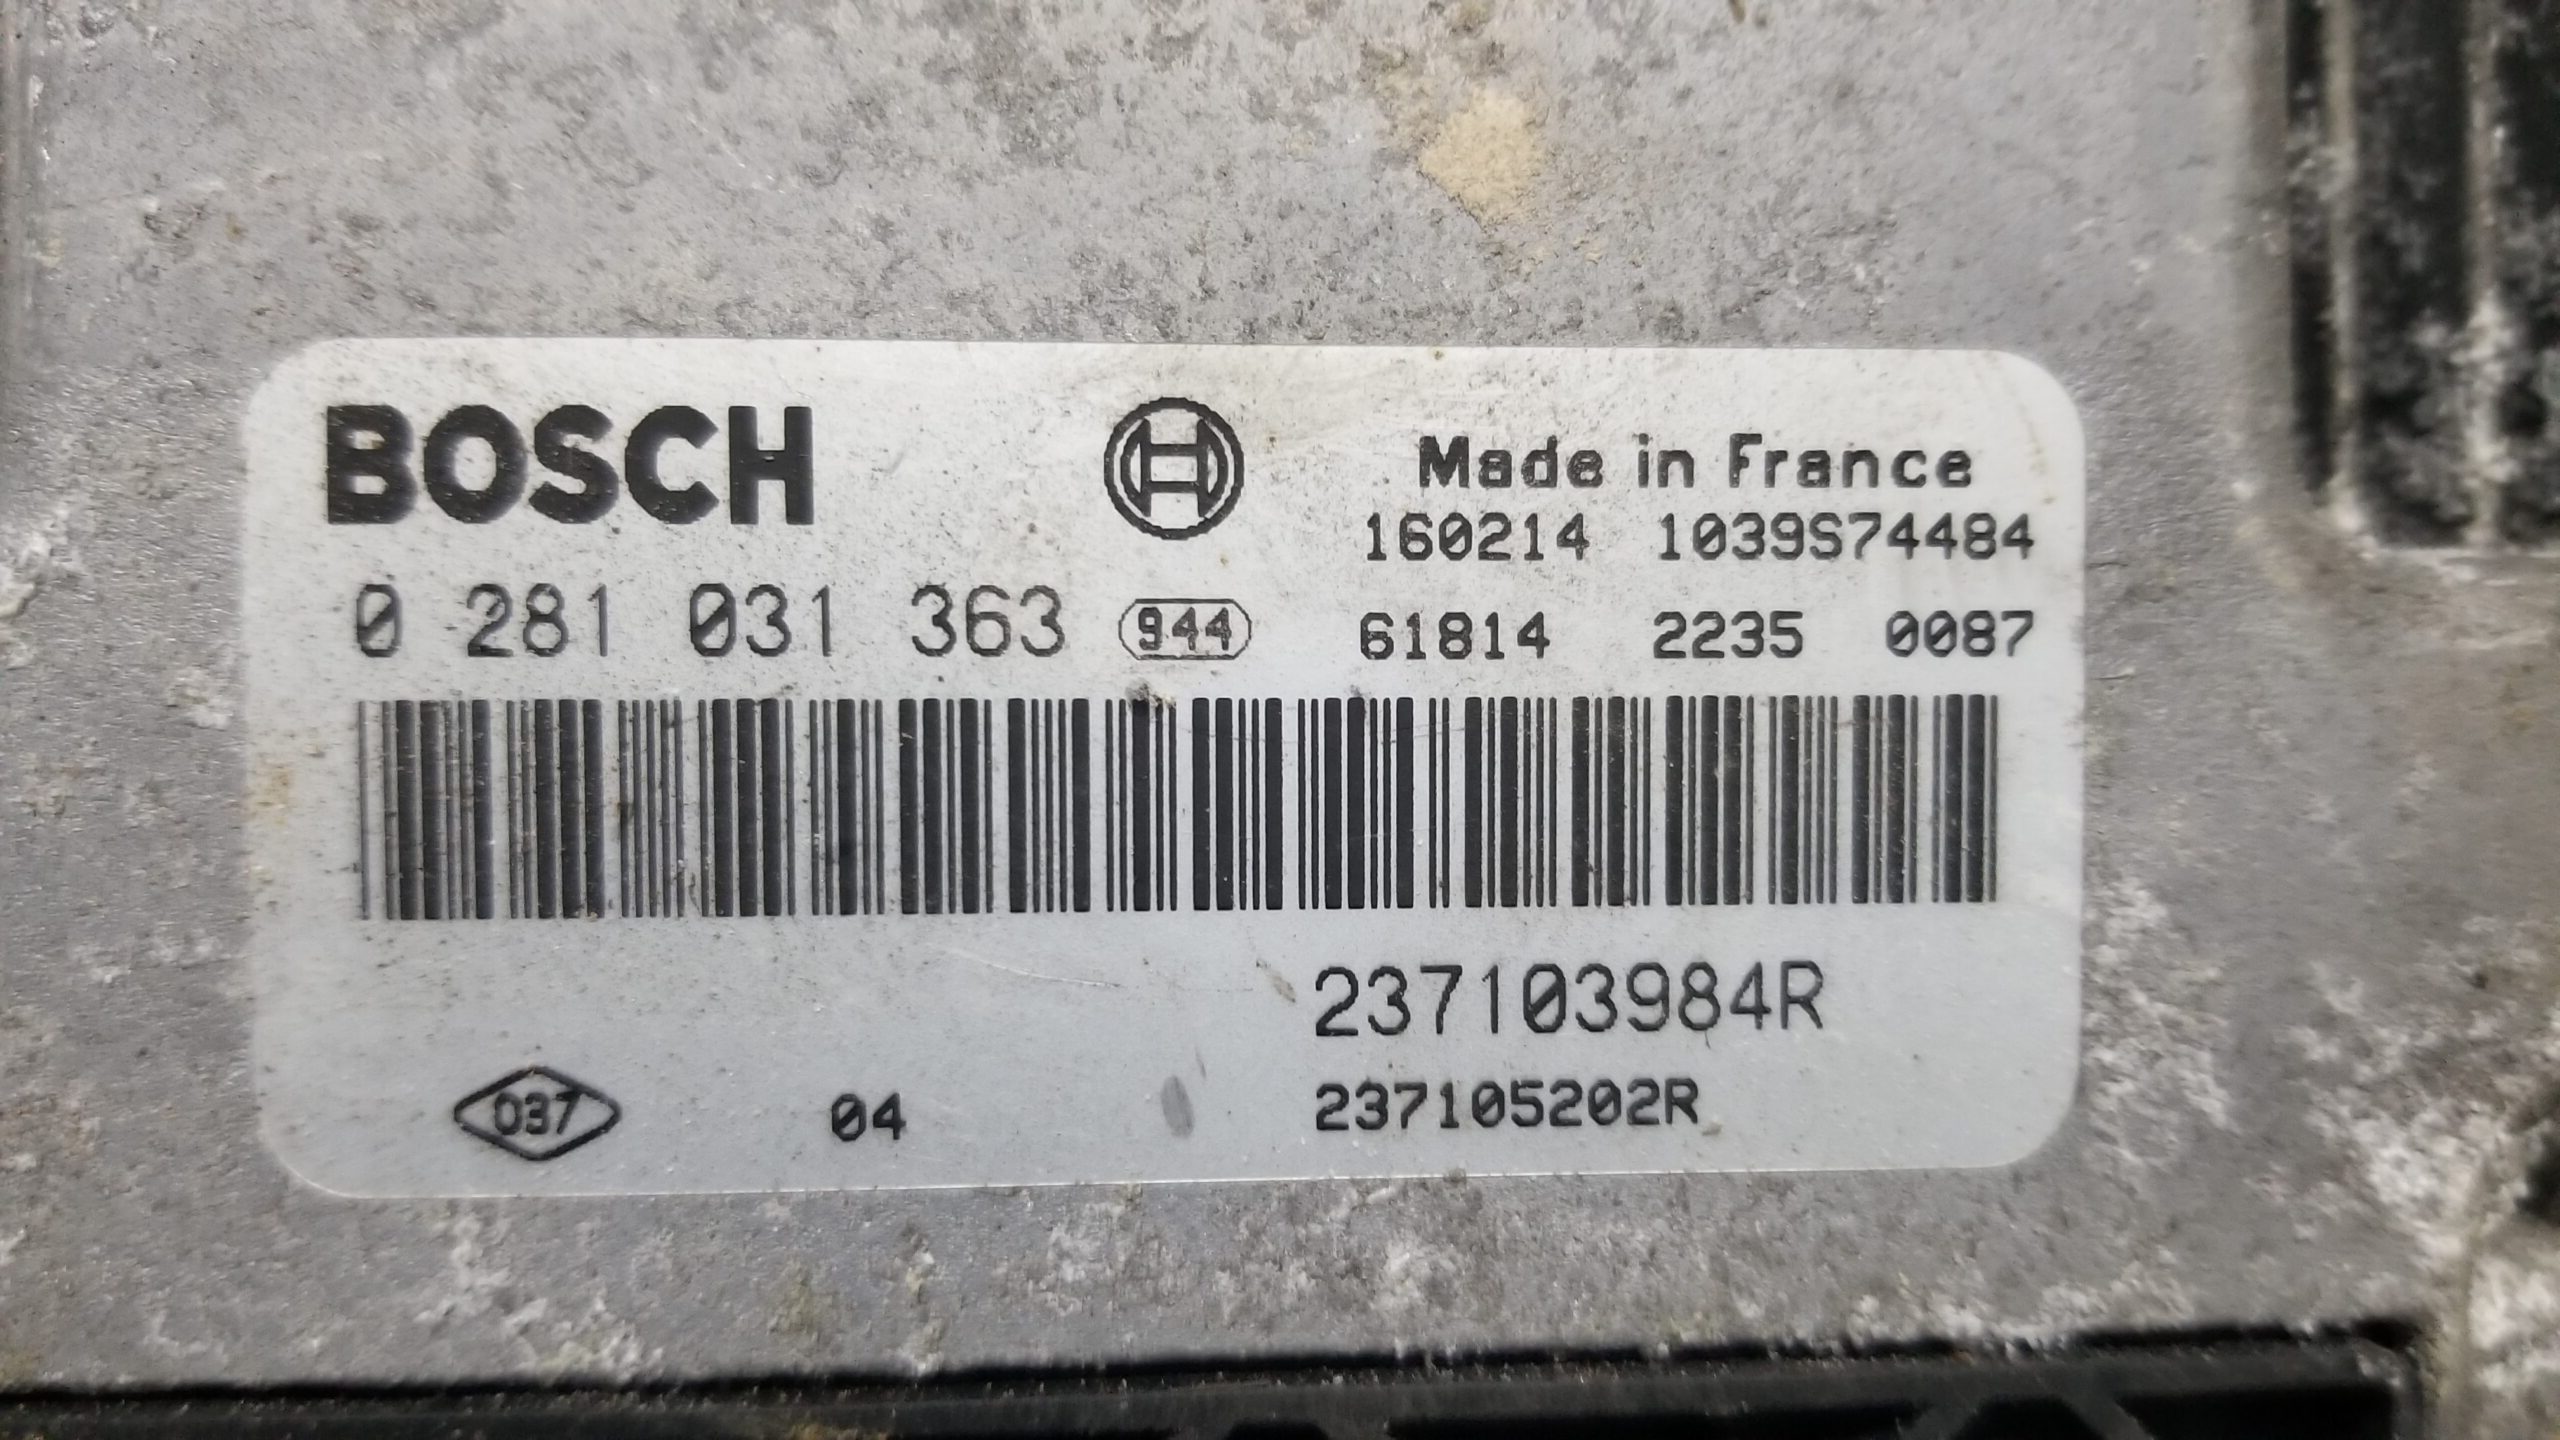 BOSCH
Made in France
160214 1039S74484
0 281 031 363 944 61814 2235 0087
237103984R
037 04 237105202R